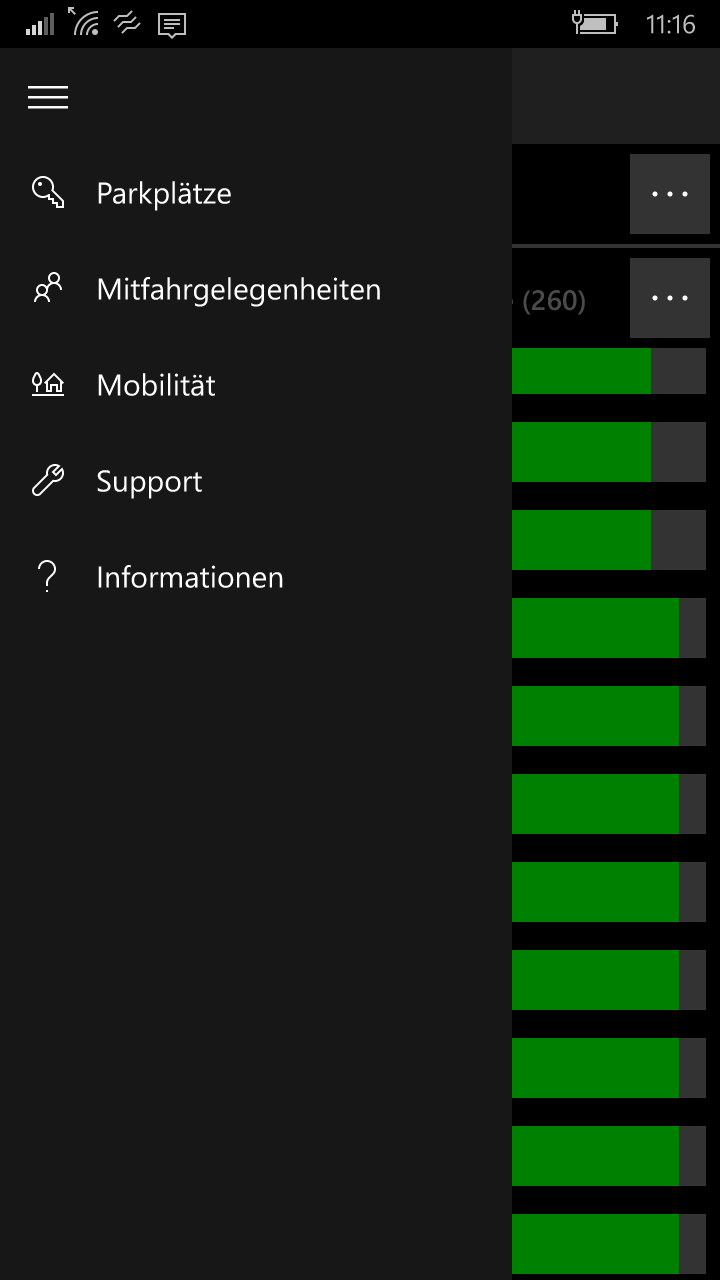 11:16
Parkplätze
Mitfahrgelegenheiten
(260)
Mobilität
Support
Informationen